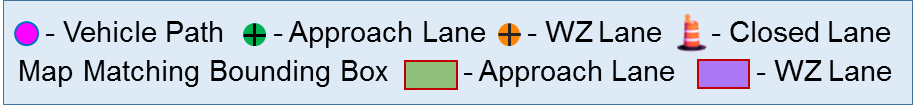 - Vehicle Path - Approach Lane - WZ Lane - Closed Lane
Map Matching Bounding Box - Approach Lane - WZ Lane